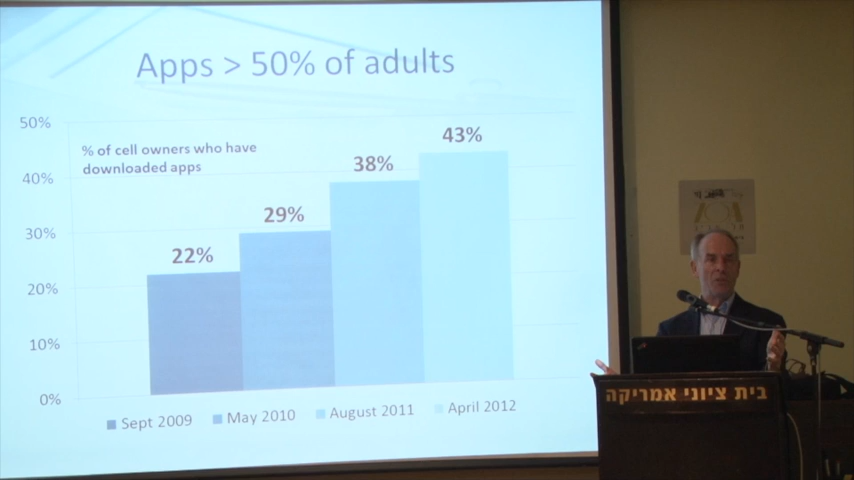 Apps > 50% of adults
50%
% of cell owners who have
downloaded apps
43%
38%
40%
29%
30%
22%
20%
10%
0%
Sept 2009 May 2010 August 2011 April 2012
בית ציוני אמריקה